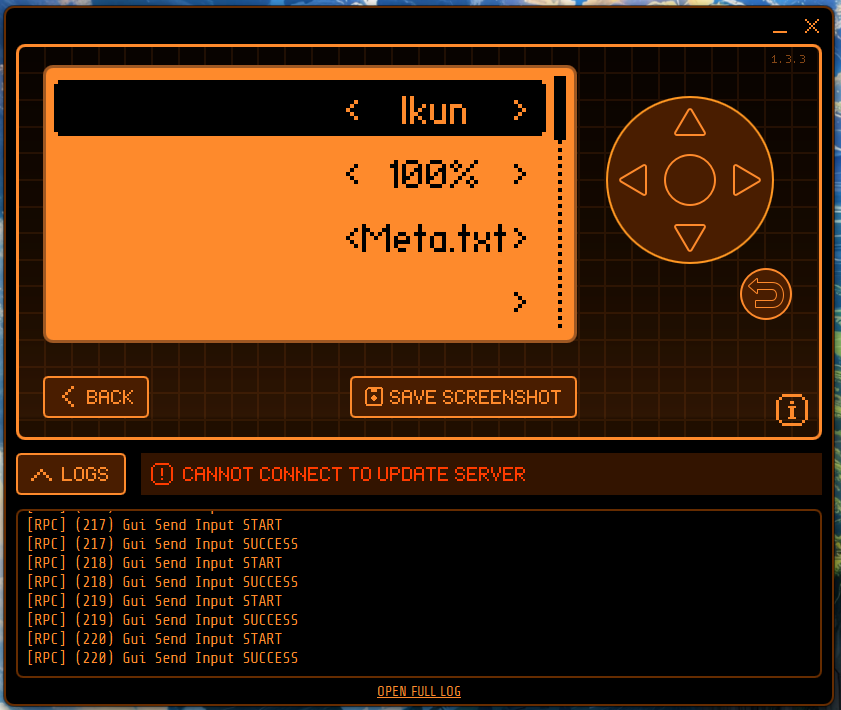 1.3.3
< Ikun >
< 100% >
<Meta.txt>
>
BACK
SAVE SCREENSHOT
LOGS
CANNOT CONNECT TO UPDATE SERVER
[RPC] (217) Gui Send Input START
[RPC] (217) Gui Send Input SUCCESS
[RPC] (218) Gui Send Input START
[RPC] (218) Gui Send Input SUCCESS
[RPC] (219) Gui Send Input START
[RPC] (219) Gui Send Input SUCCESS
[RPC] (220) Gui Send Input START
[RPC] (220) Gui Send Input SUCCESS
OPEN FULL LOG